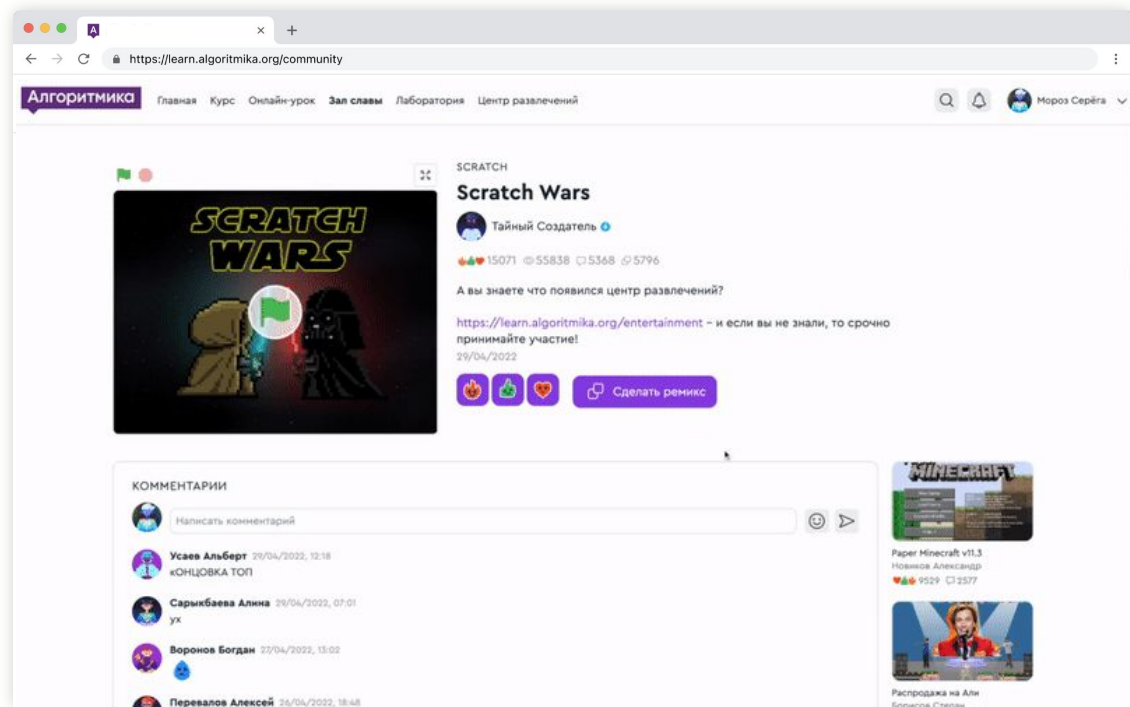 https://learn.algoritmika.org/community
Алгоритмика
Главная Курс Онлайн-урок Зал славы Лаборатория Центр развлечений
Мороз Серёга
SCRATCH
Scratch Wars
Тайный Создатель
15071 55838 5368 5796
А вы знаете что появился центр развлечений?
https://learn.algoritmika.org/entertainment – и если вы не знали, то срочно
принимайте участие!
29/04/2022
Сделать ремикс
SCRATCH
WARS
КОММЕНТАРИИ
Написать комментарий
Усаев Альберт 29/04/2022, 12:18
кОНЦОВКА ТОП
Сарыкбаева Алина 29/04/2022, 07:01
ух
Воронов Богдан 27/04/2022, 13:02
Перевалов Алексей 26/04/2022, 18:48
MINECRAFT
Paper Minecraft v11.3
Новиков Александр
9529 2577
Распродажа на Али
Борисов Степан